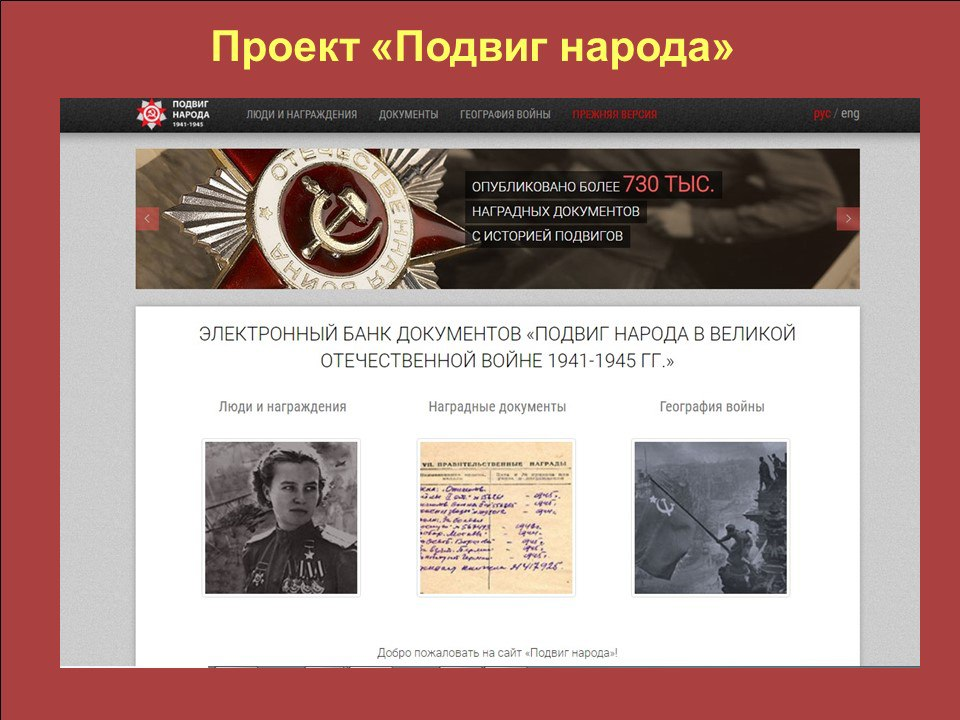 Проект «Подвиг народа»
ПОДВИГ
НАРОДА
1941-1945
ЛЮДИ И НАГРАЖДЕНИЯ ДОКУМЕНТЫ ГЕОГРАФИЯ ВОЙНЫ ПРЕЖНЯЯ ВЕРСИЯ рус / eng
ОТЕЧЕСТВЕННАЯ ВОЙНА
ОПУБЛИКОВАНО БОЛЕЕ 730 ТЫС.
НАГРАДНЫХ ДОКУМЕНТОВ
С ИСТОРИЕЙ ПОДВИГОВ
ЭЛЕКТРОННЫЙ БАНК ДОКУМЕНТОВ «ПОДВИГ НАРОДА В ВЕЛИКОЙ
ОТЕЧЕСТВЕННОЙ ВОЙНЕ 1941-1945 ГГ.»
Люди и награждения Наградные документы География войны
VII. ПРАВИТЕЛЬСТВЕННЫЕ НАГРАДЫ
Добро пожаловать на сайт «Подвиг народа»!